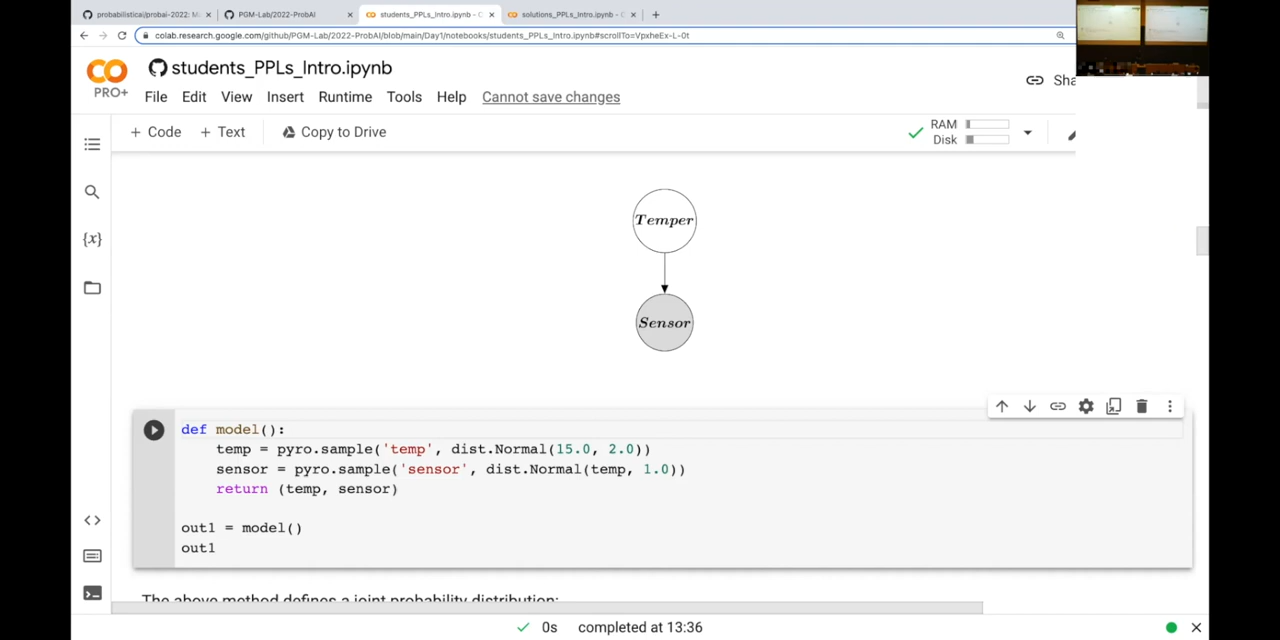 probabilisticai/probai-2022: Ma
PGM-Lab/2022-ProbAI
students_PPLs_Intro.ipynb - C
solutions_PPLs_Intro.ipynb - C
colab.research.google.com/github/PGM-Lab/2022-ProbAI/blob/main/Day1/notebooks/students_PPLs_Intro.ipynb#scrollTo=VpxheEx-L-0t
PRO+
students_PPLs_Intro.ipynb
Sha
File Edit View Insert Runtime Tools Help Cannot save changes
+ Code + Text Copy to Drive
RAM
Disk
{x}
Temper
Sensor
def model():
    temp = pyro.sample('temp', dist.Normal(15.0, 2.0))
    sensor = pyro.sample('sensor', dist.Normal(temp, 1.0))
    return (temp, sensor)
out1 = model()
out1
The above method defines a joint probability distribution:
0s completed at 13:36